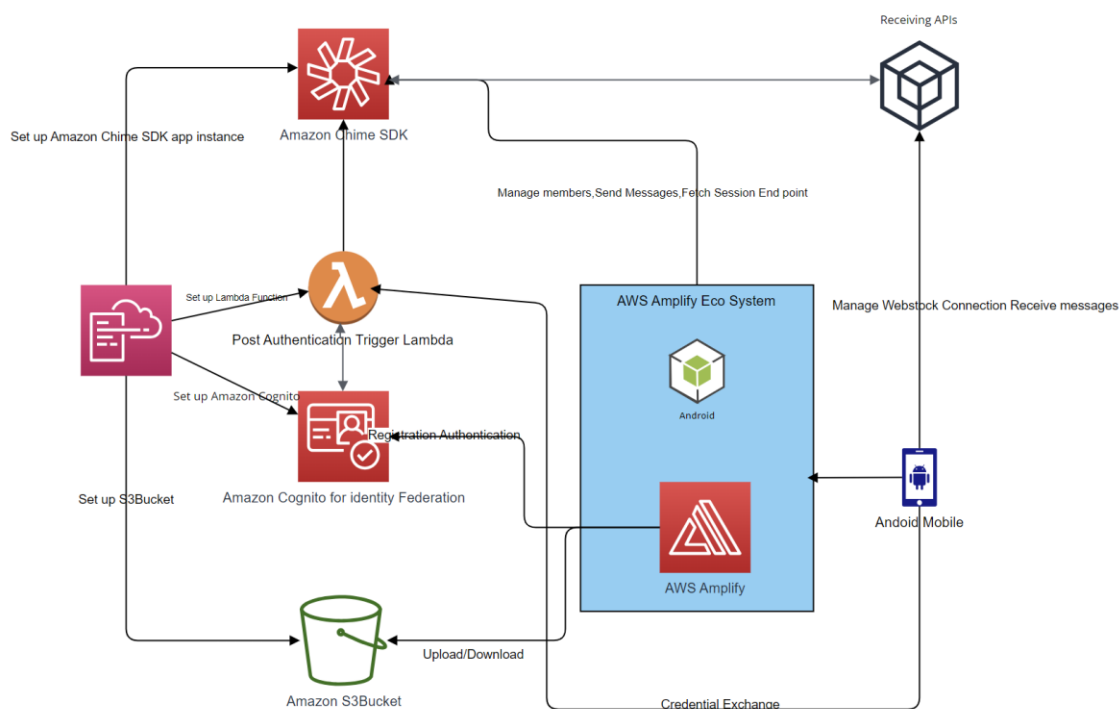 Receiving APIs
Set up Amazon Chime SDK app instance
Amazon Chime SDK
Manage members,Send Messages,Fetch Session End point
Set up Lambda Function
AWS Amplify Eco System
Manage Webstock Connection Receive messages
Post Authentication Trigger Lambda
Android
Set up Amazon Cognito
Registration Authentication
Set up S3Bucket
Amazon Cognito for identity Federation
Andoid Mobile
AWS Amplify
Upload/Download
Amazon S3Bucket
Credential Exchange